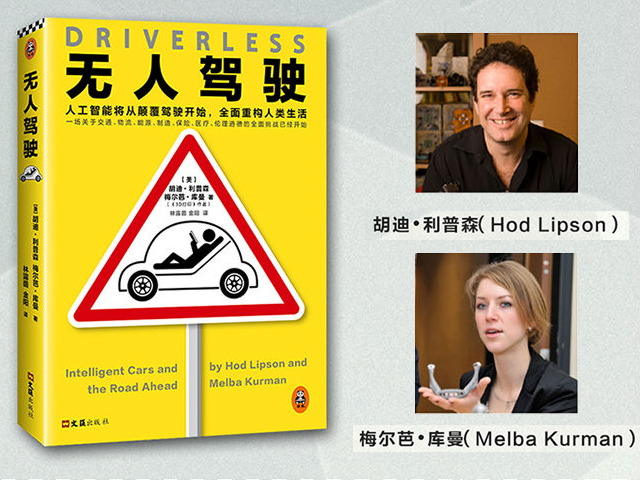 DRIVERLESS
无人驾驶
人工智能将从颠覆驾驶开始，全面重构人类生活
一场关于交通、物流、能源、制造、保险、医疗、伦理道德的全面挑战已经开始
【美】
胡迪·利普森
梅尔芭·库曼 著
（《3D打印》作者）
林露茵 金阳 译
Intelligent Cars and
the Road Ahead
by Hod Lipson and
Melba Kurman
文汇出版社
无人驾驶
【美】胡迪·利普森 梅尔芭·库曼 著
林露茵 金阳 译
文汇出版社
胡迪•利普森（Hod Lipson）
梅尔芭•库曼（Melba Kurman）